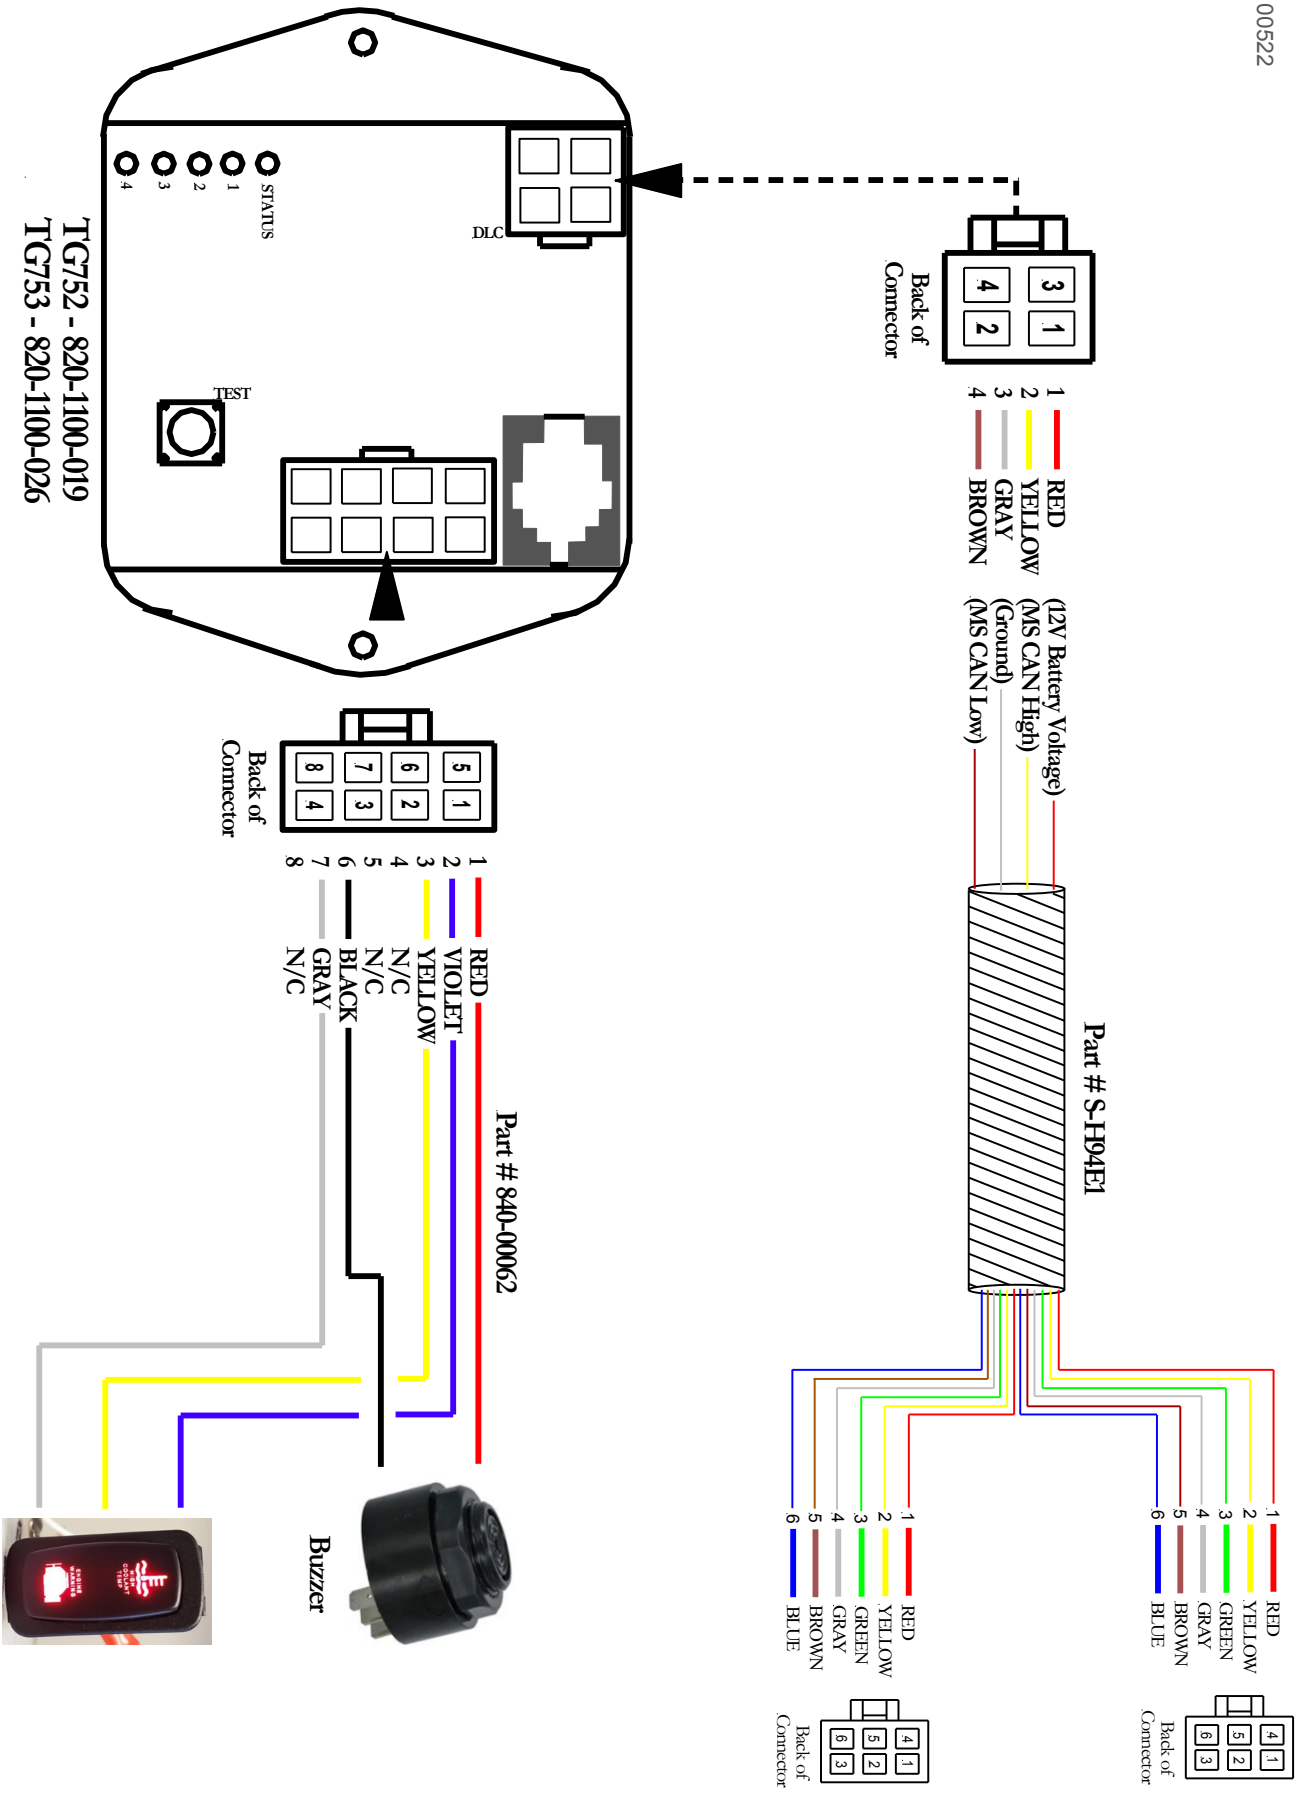 00522
3 1
4 2
Back of
Connector
1 RED (12V Battery Voltage)
2 YELLOW (MS CAN High)
3 GRAY (Ground)
4 BROWN (MS CAN Low)
Part # S-H94E1
1 RED
2 YELLOW
3 GREEN
4 GRAY
5 BROWN
6 BLUE
4 1
5 2
6 3
Back of
Connector
1 RED
2 YELLOW
3 GREEN
4 GRAY
5 BROWN
6 BLUE
4 1
5 2
6 3
Back of
Connector
DLC
STATUS
1
2
3
4
TEST
TG752 - 820-1100-019
TG753 - 820-1100-026
5 1
6 2
7 3
8 4
Back of
Connector
1 RED
2 VIOLET
3 YELLOW
4 N/C
5 N/C
6 BLACK
7 GRAY
8 N/C
Part # 840-00062
Buzzer
HIGH
COOLANT
TEMP
ENGINE
WARNING